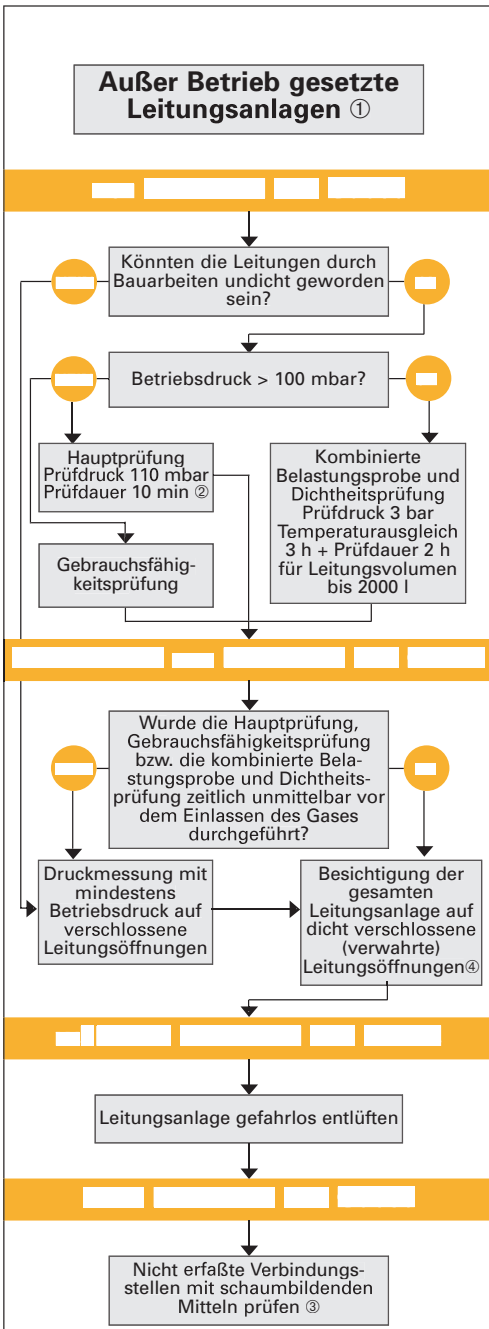 Außer Betrieb gesetzte
Leitungsanlagen ①
Könnten die Leitungen durch
Bauarbeiten undicht geworden
sein?
Betriebsdruck > 100 mbar?
Hauptprüfung
Prüfdruck 110 mbar
Prüfdauer 10 min ②
Kombinierte
Belastungsprobe und
Dichtheitsprüfung
Prüfdruck 3 bar
Temperaturausgleich
3 h + Prüfdauer 2 h
für Leitungsvolumen
bis 2000 l
Gebrauchsfähig-
keitsprüfung
Wurde die Hauptprüfung,
Gebrauchsfähigkeitsprüfung
bzw. die kombinierte Bela-
stungsprobe und Dichtheits-
prüfung zeitlich unmittelbar vor
dem Einlassen des Gases
durchgeführt?
Druckmessung mit
mindestens
Betriebsdruck auf
verschlossene
Leitungsöffnungen
Besichtigung der
gesamten
Leitungsanlage auf
dicht verschlossene
(verwahrte)
Leitungsöffnungen④
Leitungsanlage gefahrlos entlüften
Nicht erfaßte Verbindungs-
stellen mit schaumbildenden
Mitteln prüfen ③